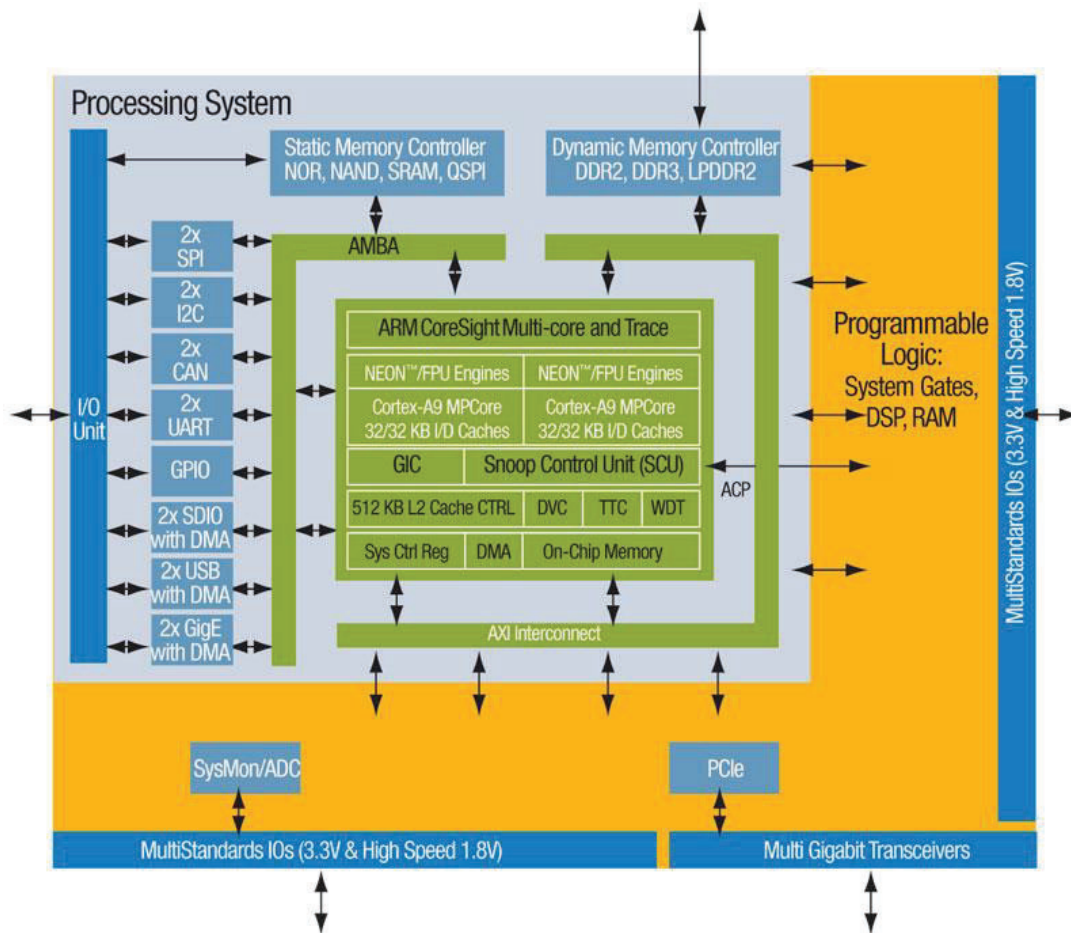 Processing System
Static Memory Controller
NOR, NAND, SRAM, QSPI
Dynamic Memory Controller
DDR2, DDR3, LPDDR2
AMBA
2x
SPI
2x
I2C
2x
CAN
2x
UART
GPIO
2x SDIO
with DMA
2x USB
with DMA
2x GigE
with DMA
I/O
Unit
ARM CoreSight Multi-core and Trace
NEON™/FPU Engines
NEON™/FPU Engines
Cortex-A9 MPCore
32/32 KB I/D Caches
Cortex-A9 MPCore
32/32 KB I/D Caches
GIC
Snoop Control Unit (SCU)
512 KB L2 Cache CTRL
DVC
TTC
WDT
Sys Ctrl Reg
DMA
On-Chip Memory
ACP
AXI Interconnect
Programmable
Logic:
System Gates,
DSP, RAM
MultiStandards IOs (3.3V & High Speed 1.8V)
SysMon/ADC
PCIe
MultiStandards IOs (3.3V & High Speed 1.8V)
Multi Gigabit Transceivers